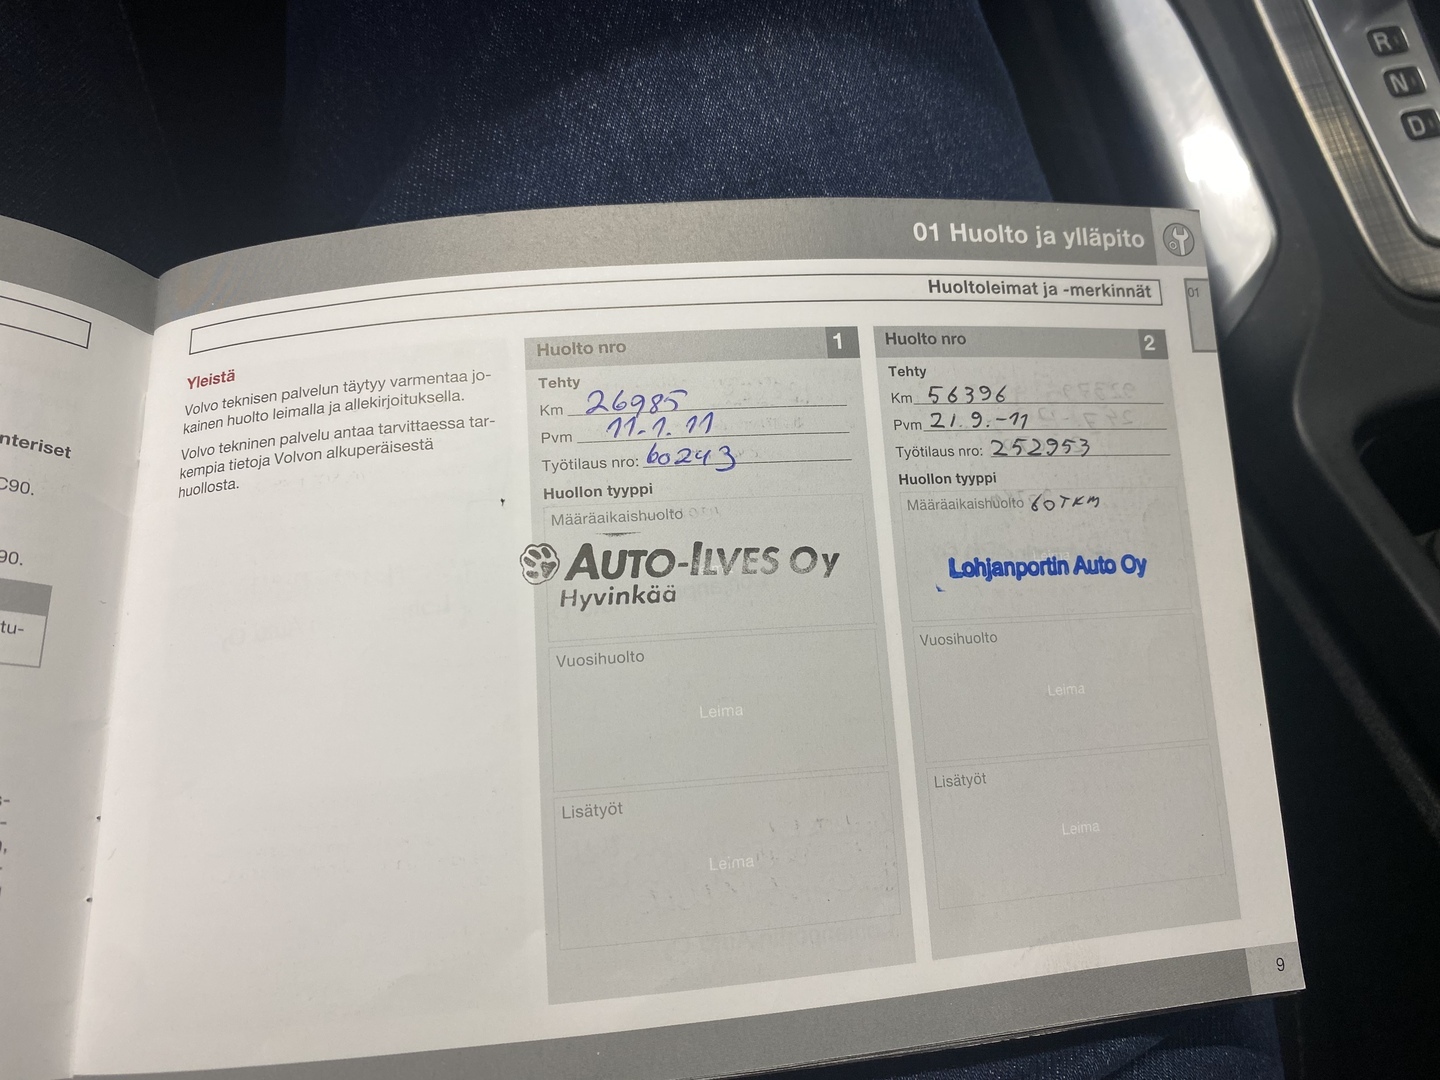 01 Huolto ja ylläpito
Huoltoleimat ja -merkinnät
01
nteriset
C90.
90.
tu-
Yleistä
Volvo teknisen palvelun täytyy varmentaa jo-
kainen huolto leimalla ja allekirjoituksella.
Volvo tekninen palvelu antaa tarvittaessa tar-
kempia tietoja Volvon alkuperäisestä
huollosta.
Huolto nro 1
Tehty
Km 26985
Pvm 11.1.11
Työtilaus nro: 60243
Huollon tyyppi
Määräaikaishuolto
AUTO-ILVES Oy
Hyvinkää
Vuosihuolto
Leima
Lisätyöt
Leima
Huolto nro 2
Tehty
Km 56396
Pvm 21.9.-11
Työtilaus nro: 252953
Huollon tyyppi
Määräaikaishuolto 60TKM
Lohjanportin Auto Oy
Vuosihuolto
Leima
Lisätyöt
Leima
9
R
N
D